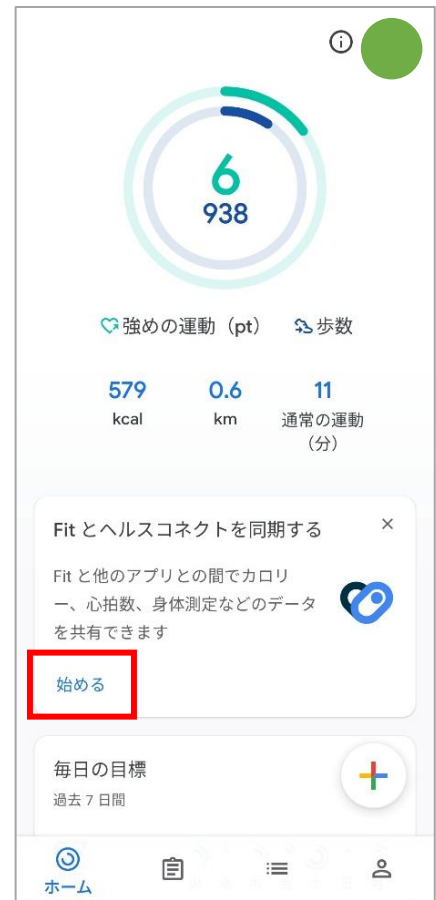 6
938
強めの運動（pt） 歩数
579 0.6 11
kcal km 通常の運動
（分）
Fit とヘルスコネクトを同期する ×
Fit と他のアプリとの間でカロリ
ー、心拍数、身体測定などのデータ
を共有できます
始める
毎日の目標
過去 7 日間
ホーム